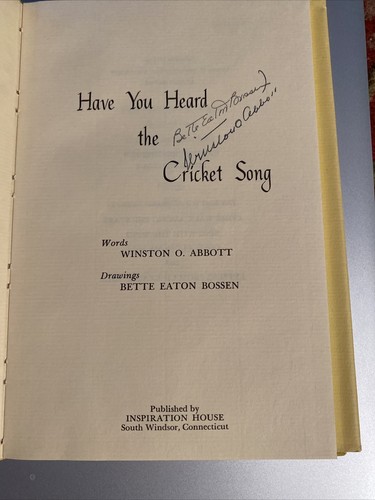 Have You Heard
Bette Eaton Bossen
the
Winston O. Abbott
Cricket Song
Words
WINSTON O. ABBOTT
Drawings
BETTE EATON BOSSEN
Published by
INSPIRATION HOUSE
South Windsor, Connecticut